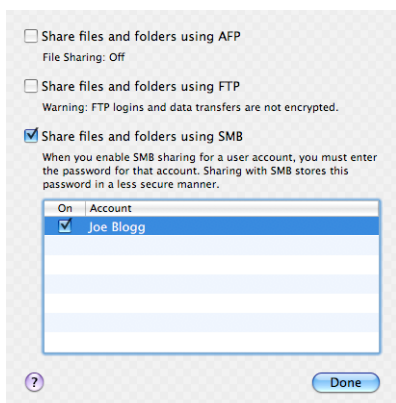 Share files and folders using AFP
File Sharing: Off
Share files and folders using FTP
Warning: FTP logins and data transfers are not encrypted.
Share files and folders using SMB
When you enable SMB sharing for a user account, you must enter
the password for that account. Sharing with SMB stores this
password in a less secure manner.
On Account
Joe Blogg
? Done